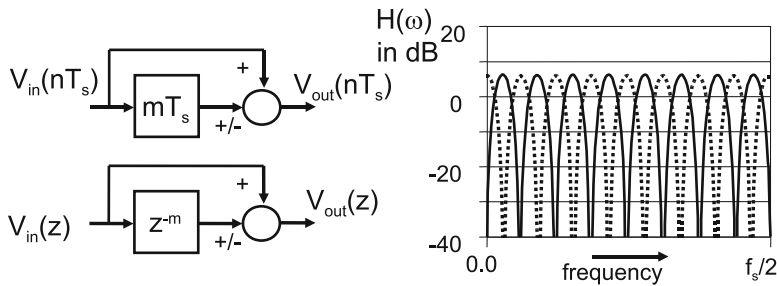 V_in(nT_s)
+
mT_s
+/-
V_out(nT_s)
V_in(z)
+
z^-m
+/-
V_out(z)
H(ω)
in dB
20
0
-20
-40
0.0
frequency
f_s/2